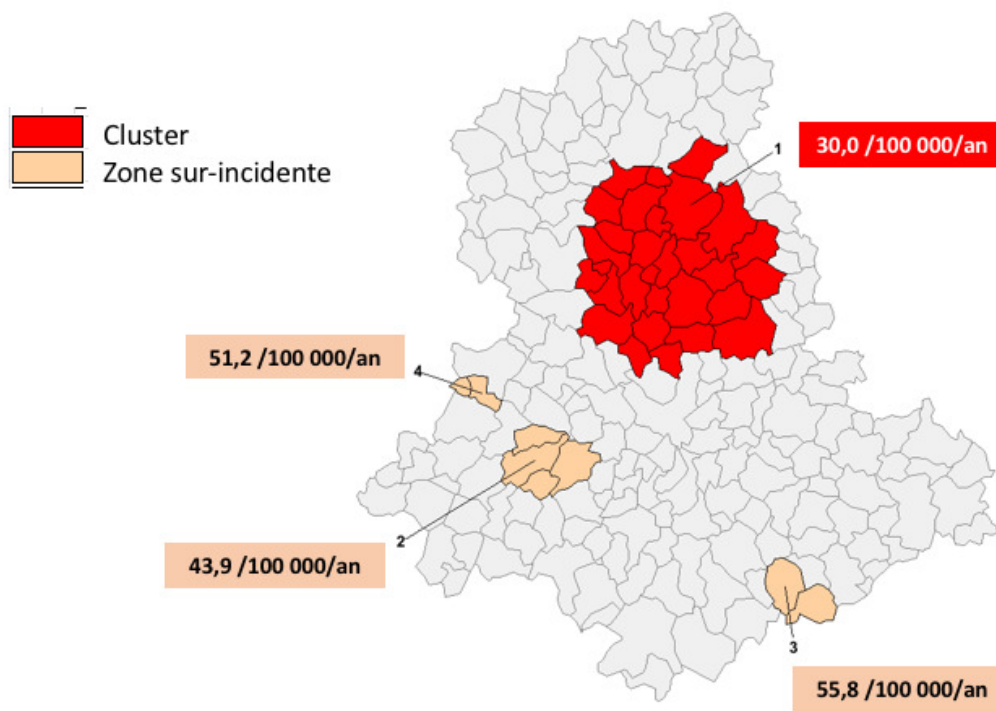 Cluster
Zone sur-incidente
1
30,0 /100 000/an
51,2 /100 000/an
4
2
43,9 /100 000/an
3
55,8 /100 000/an